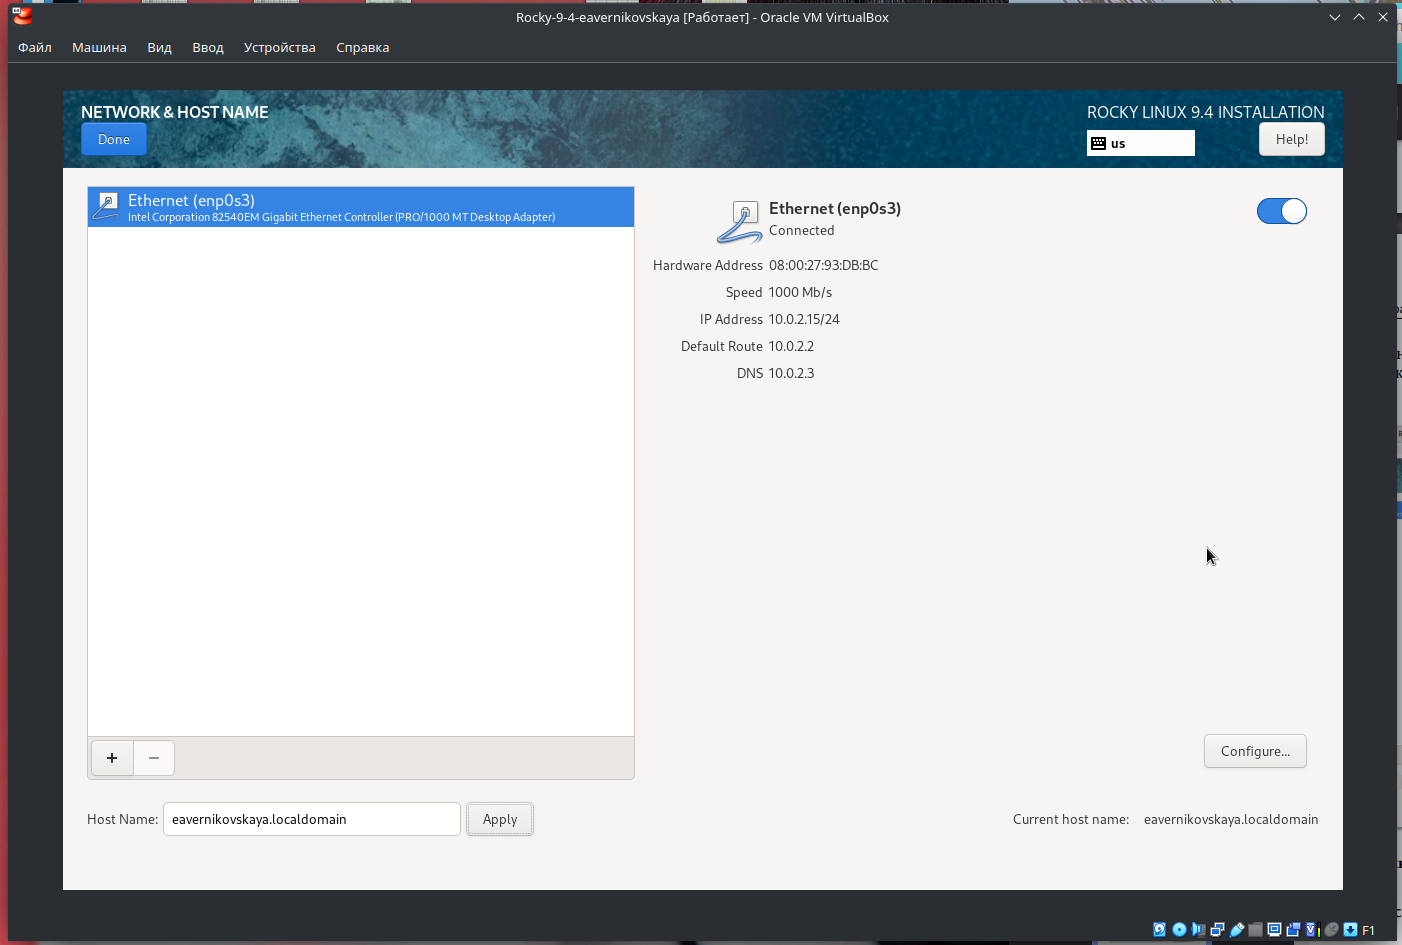 Rocky-9-4-eavernikovskaya [Работает] - Oracle VM VirtualBox
Файл Машина Вид Ввод Устройства Справка
NETWORK & HOST NAME
ROCKY LINUX 9.4 INSTALLATION
Done
us
Help!
Ethernet (enp0s3)
Intel Corporation 82540EM Gigabit Ethernet Controller (PRO/1000 MT Desktop Adapter)
Ethernet (enp0s3)
Connected
Hardware Address 08:00:27:93:DB:BC
Speed 1000 Mb/s
IP Address 10.0.2.15/24
Default Route 10.0.2.2
DNS 10.0.2.3
+ −
Configure...
Host Name: eavernikovskaya.localdomain Apply
Current host name: eavernikovskaya.localdomain
F1